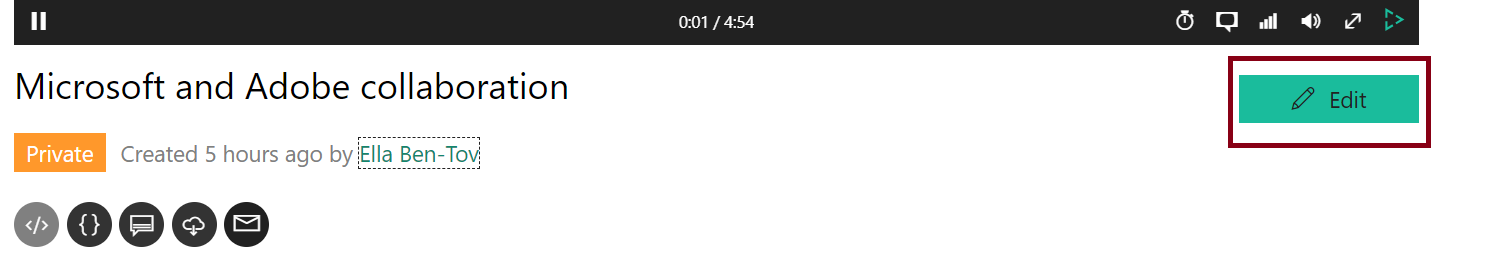 0:01 / 4:54
Microsoft and Adobe collaboration
Edit
Private Created 5 hours ago by Ella Ben-Tov